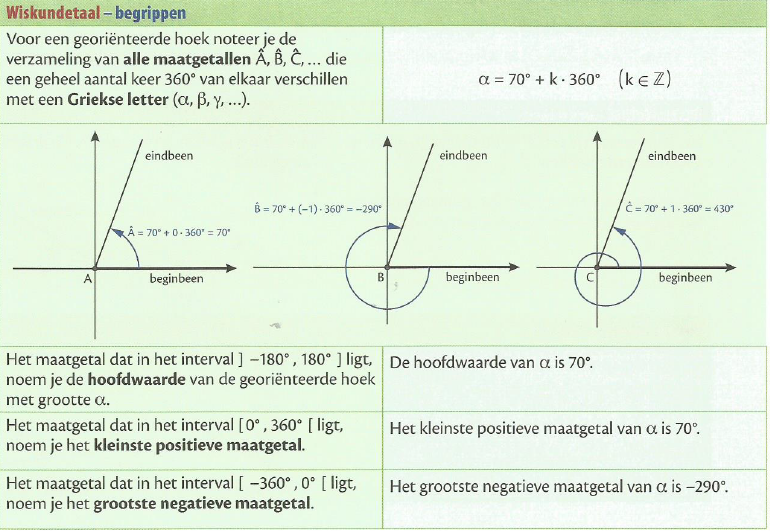 Wiskundetaal – begrippen
Voor een georiënteerde hoek noteer je de
verzameling van alle maatgetallen Â, B̂, Ĉ, ... die
een geheel aantal keer 360° van elkaar verschillen
met een Griekse letter (α, β, γ, ...).
α = 70° + k · 360° (k ∈ ℤ)
eindbeen
Â = 70° + 0 · 360° = 70°
A
beginbeen
eindbeen
B̂ = 70° + (−1) · 360° = −290°
B
beginbeen
eindbeen
Ĉ = 70° + 1 · 360° = 430°
C
beginbeen
Het maatgetal dat in het interval ] −180° , 180° ] ligt,
noem je de hoofdwaarde van de georiënteerde hoek
met grootte α.
De hoofdwaarde van α is 70°.
Het maatgetal dat in het interval [ 0° , 360° [ ligt,
noem je het kleinste positieve maatgetal.
Het kleinste positieve maatgetal van α is 70°.
Het maatgetal dat in het interval [ −360° , 0° [ ligt,
noem je het grootste negatieve maatgetal.
Het grootste negatieve maatgetal van α is −290°.